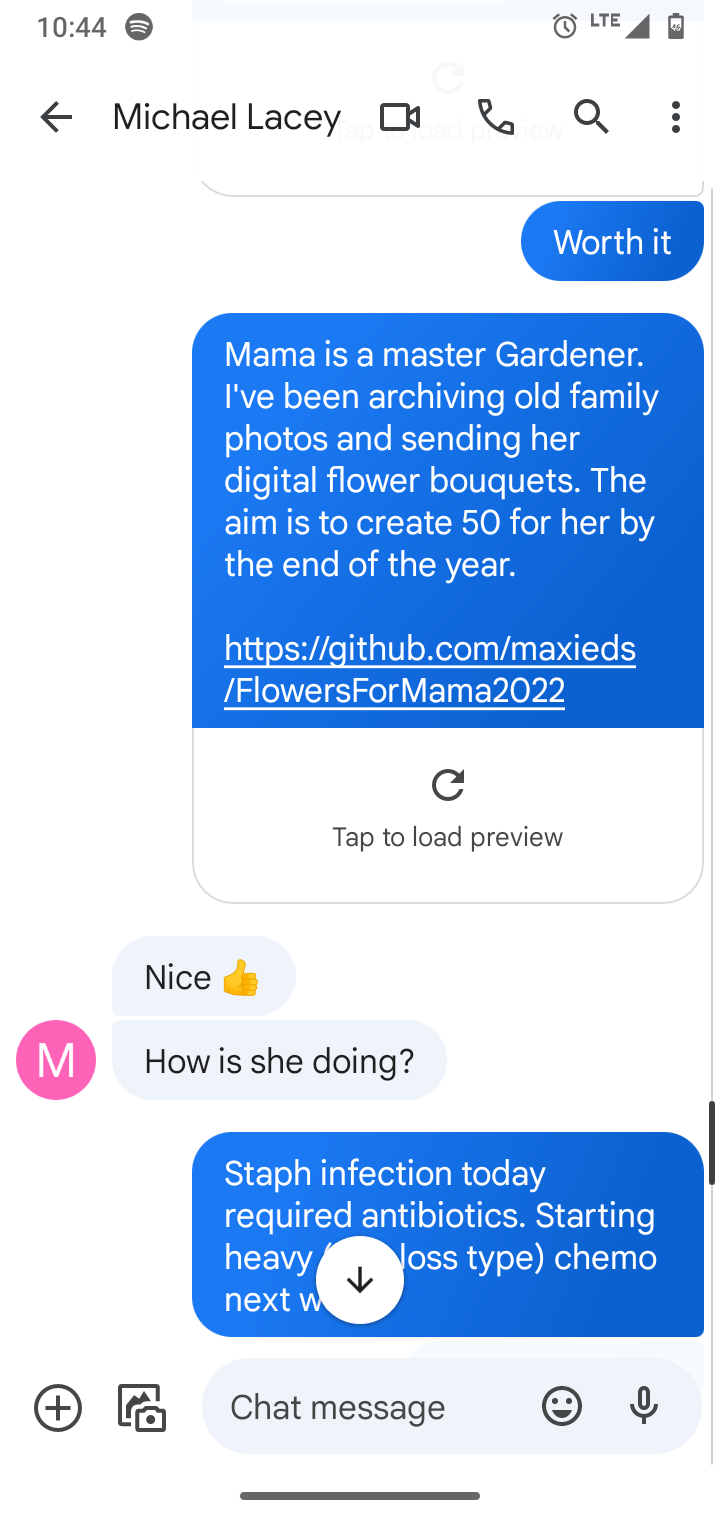 10:44
LTE
46
Michael Lacey
Tap to load preview
Worth it
Mama is a master Gardener.
I've been archiving old family
photos and sending her
digital flower bouquets. The
aim is to create 50 for her by
the end of the year.
https://github.com/maxieds
/FlowersForMama2022
Tap to load preview
Nice 👍
How is she doing?
M
Staph infection today
required antibiotics. Starting
heavy loss type) chemo
next
Chat message